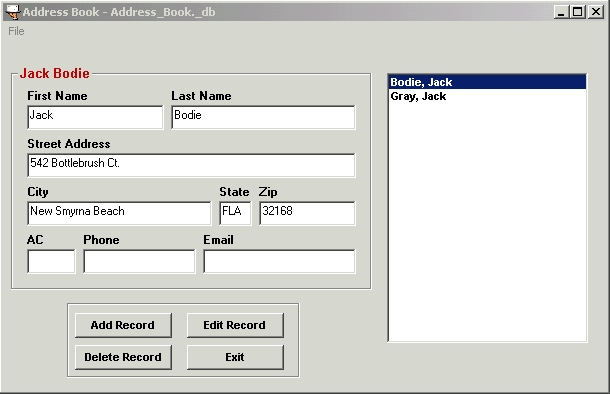 Address Book - Address_Book._db
File
Jack Bodie
First Name Last Name
Jack Bodie
Street Address
542 Bottlebrush Ct.
City State Zip
New Smyrna Beach FLA 32168
AC Phone Email
Add Record Edit Record
Delete Record Exit
Bodie, Jack
Gray, Jack